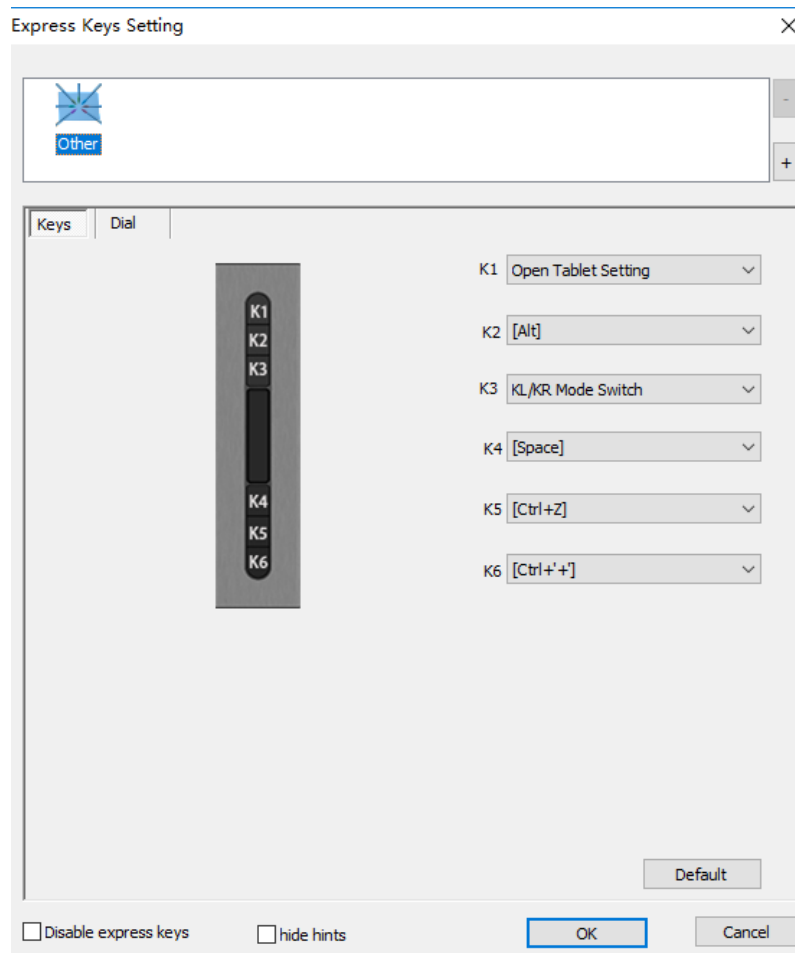 Express Keys Setting
-
Other
+
Keys
Dial
K1 Open Tablet Setting
K1
K2 [Alt]
K2
K3
K3 KL/KR Mode Switch
K4 [Space]
K4
K5 [Ctrl+Z]
K5
K6
K6 [Ctrl+'+']
Default
Disable express keys
hide hints
OK
Cancel